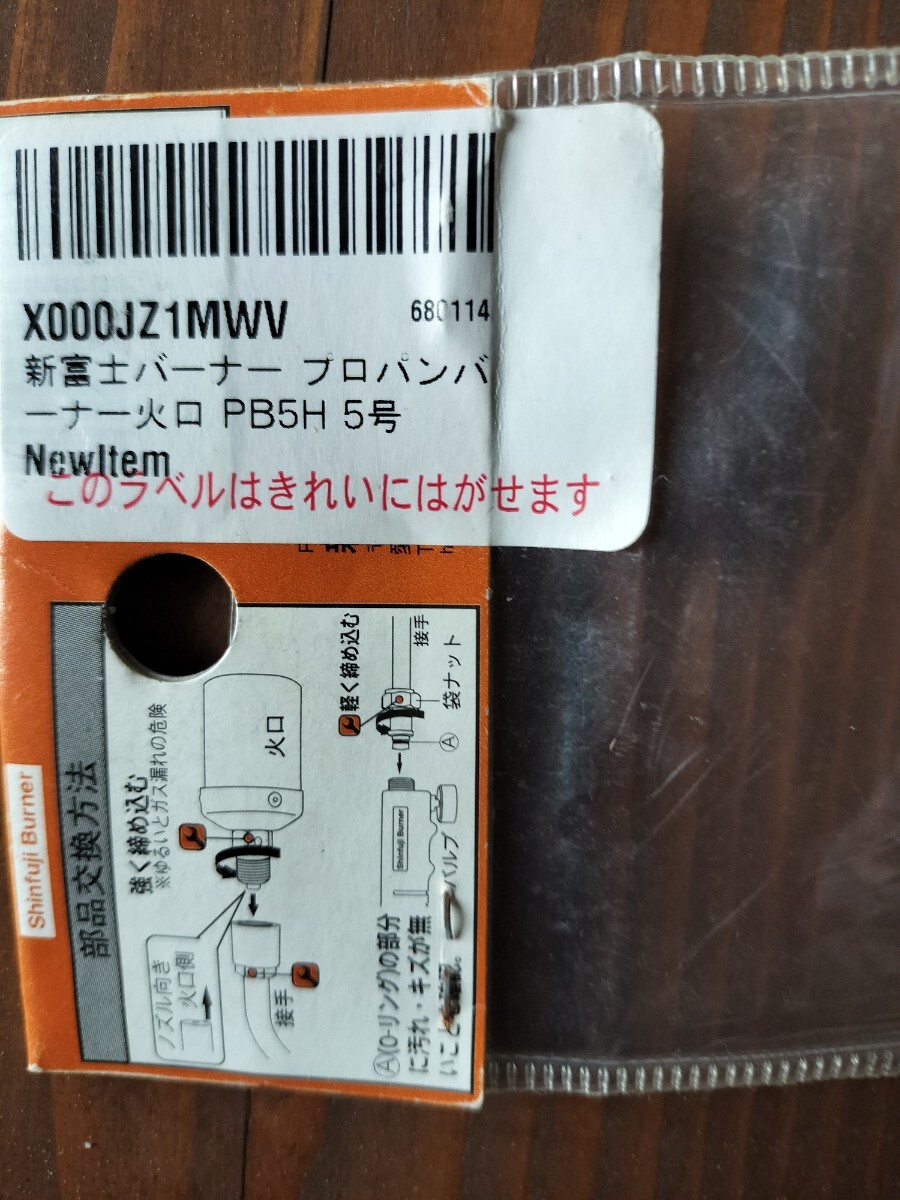 X000JZ1MWV
680114
新富士バーナー プロパンバ
ーナー火口 PB5H 5号
NewItem
このラベルはきれいにはがせます
Shinfuji Burner
部品交換方法
強く締め込む
※ゆるいとガス漏れの危険
火口
ノズル向き
火口側
接手
軽く締め込む
接手
袋ナット
Ⓐ
Shinfuji Burner
バルブ
Ⓐ(O-リング)の部分
に汚れ・キズが無
いこと